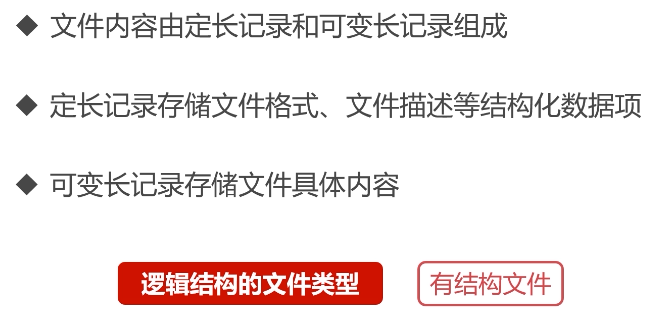 ◆ 文件内容由定长记录和可变长记录组成
◆ 定长记录存储文件格式、文件描述等结构化数据项
◆ 可变长记录存储文件具体内容
逻辑结构的文件类型 有结构文件